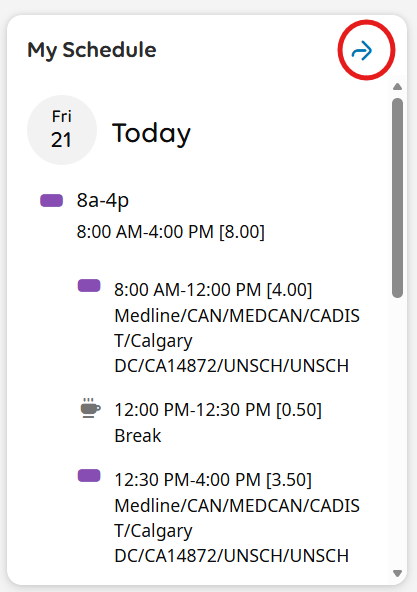 My Schedule
Fri
21
Today
8a-4p
8:00 AM-4:00 PM [8.00]
8:00 AM-12:00 PM [4.00]
Medline/CAN/MEDCAN/CADIS
T/Calgary
DC/CA14872/UNSCH/UNSCH
12:00 PM-12:30 PM [0.50]
Break
12:30 PM-4:00 PM [3.50]
Medline/CAN/MEDCAN/CADIS
T/Calgary
DC/CA14872/UNSCH/UNSCH